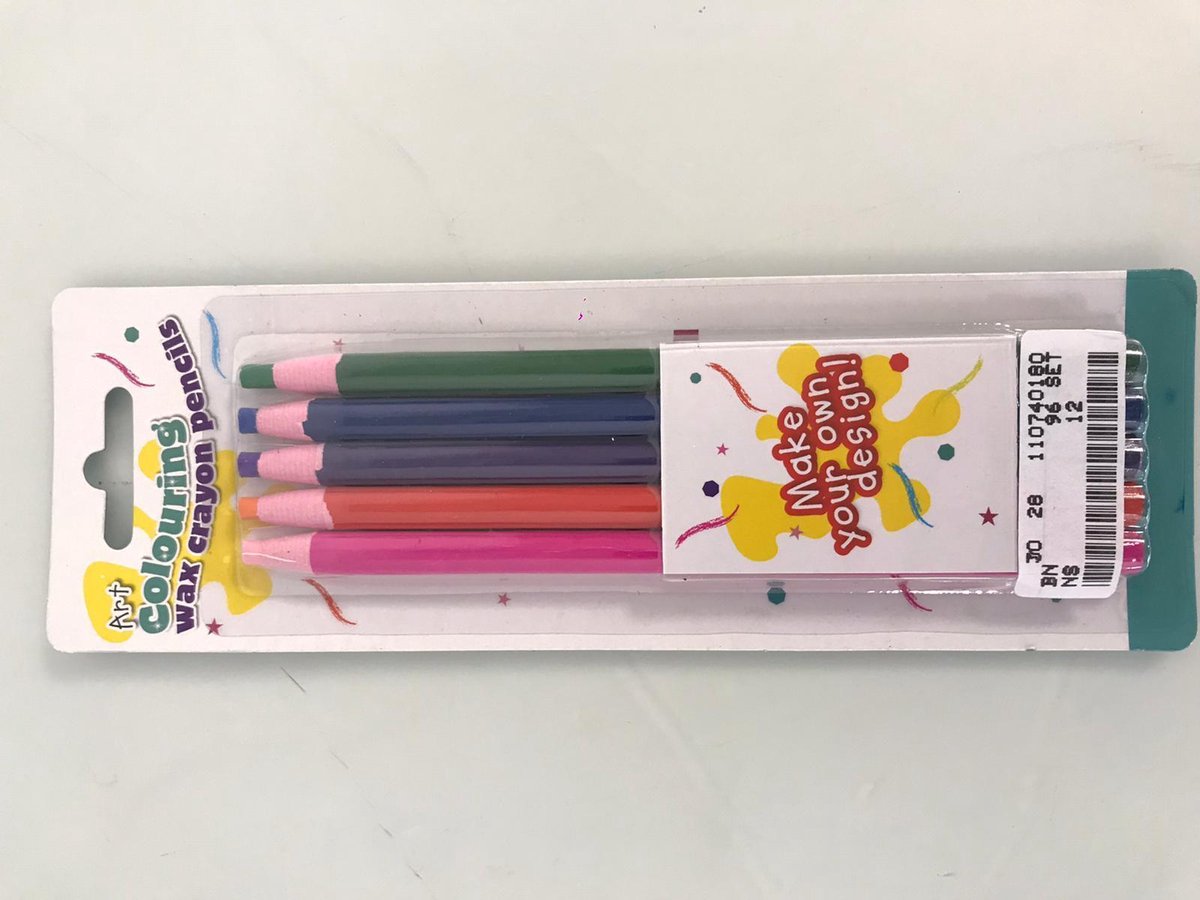 Art
Colouring
wax crayon pencils
Make
your own
design!
JO 28 110740180
BN 96 SET
NS 12